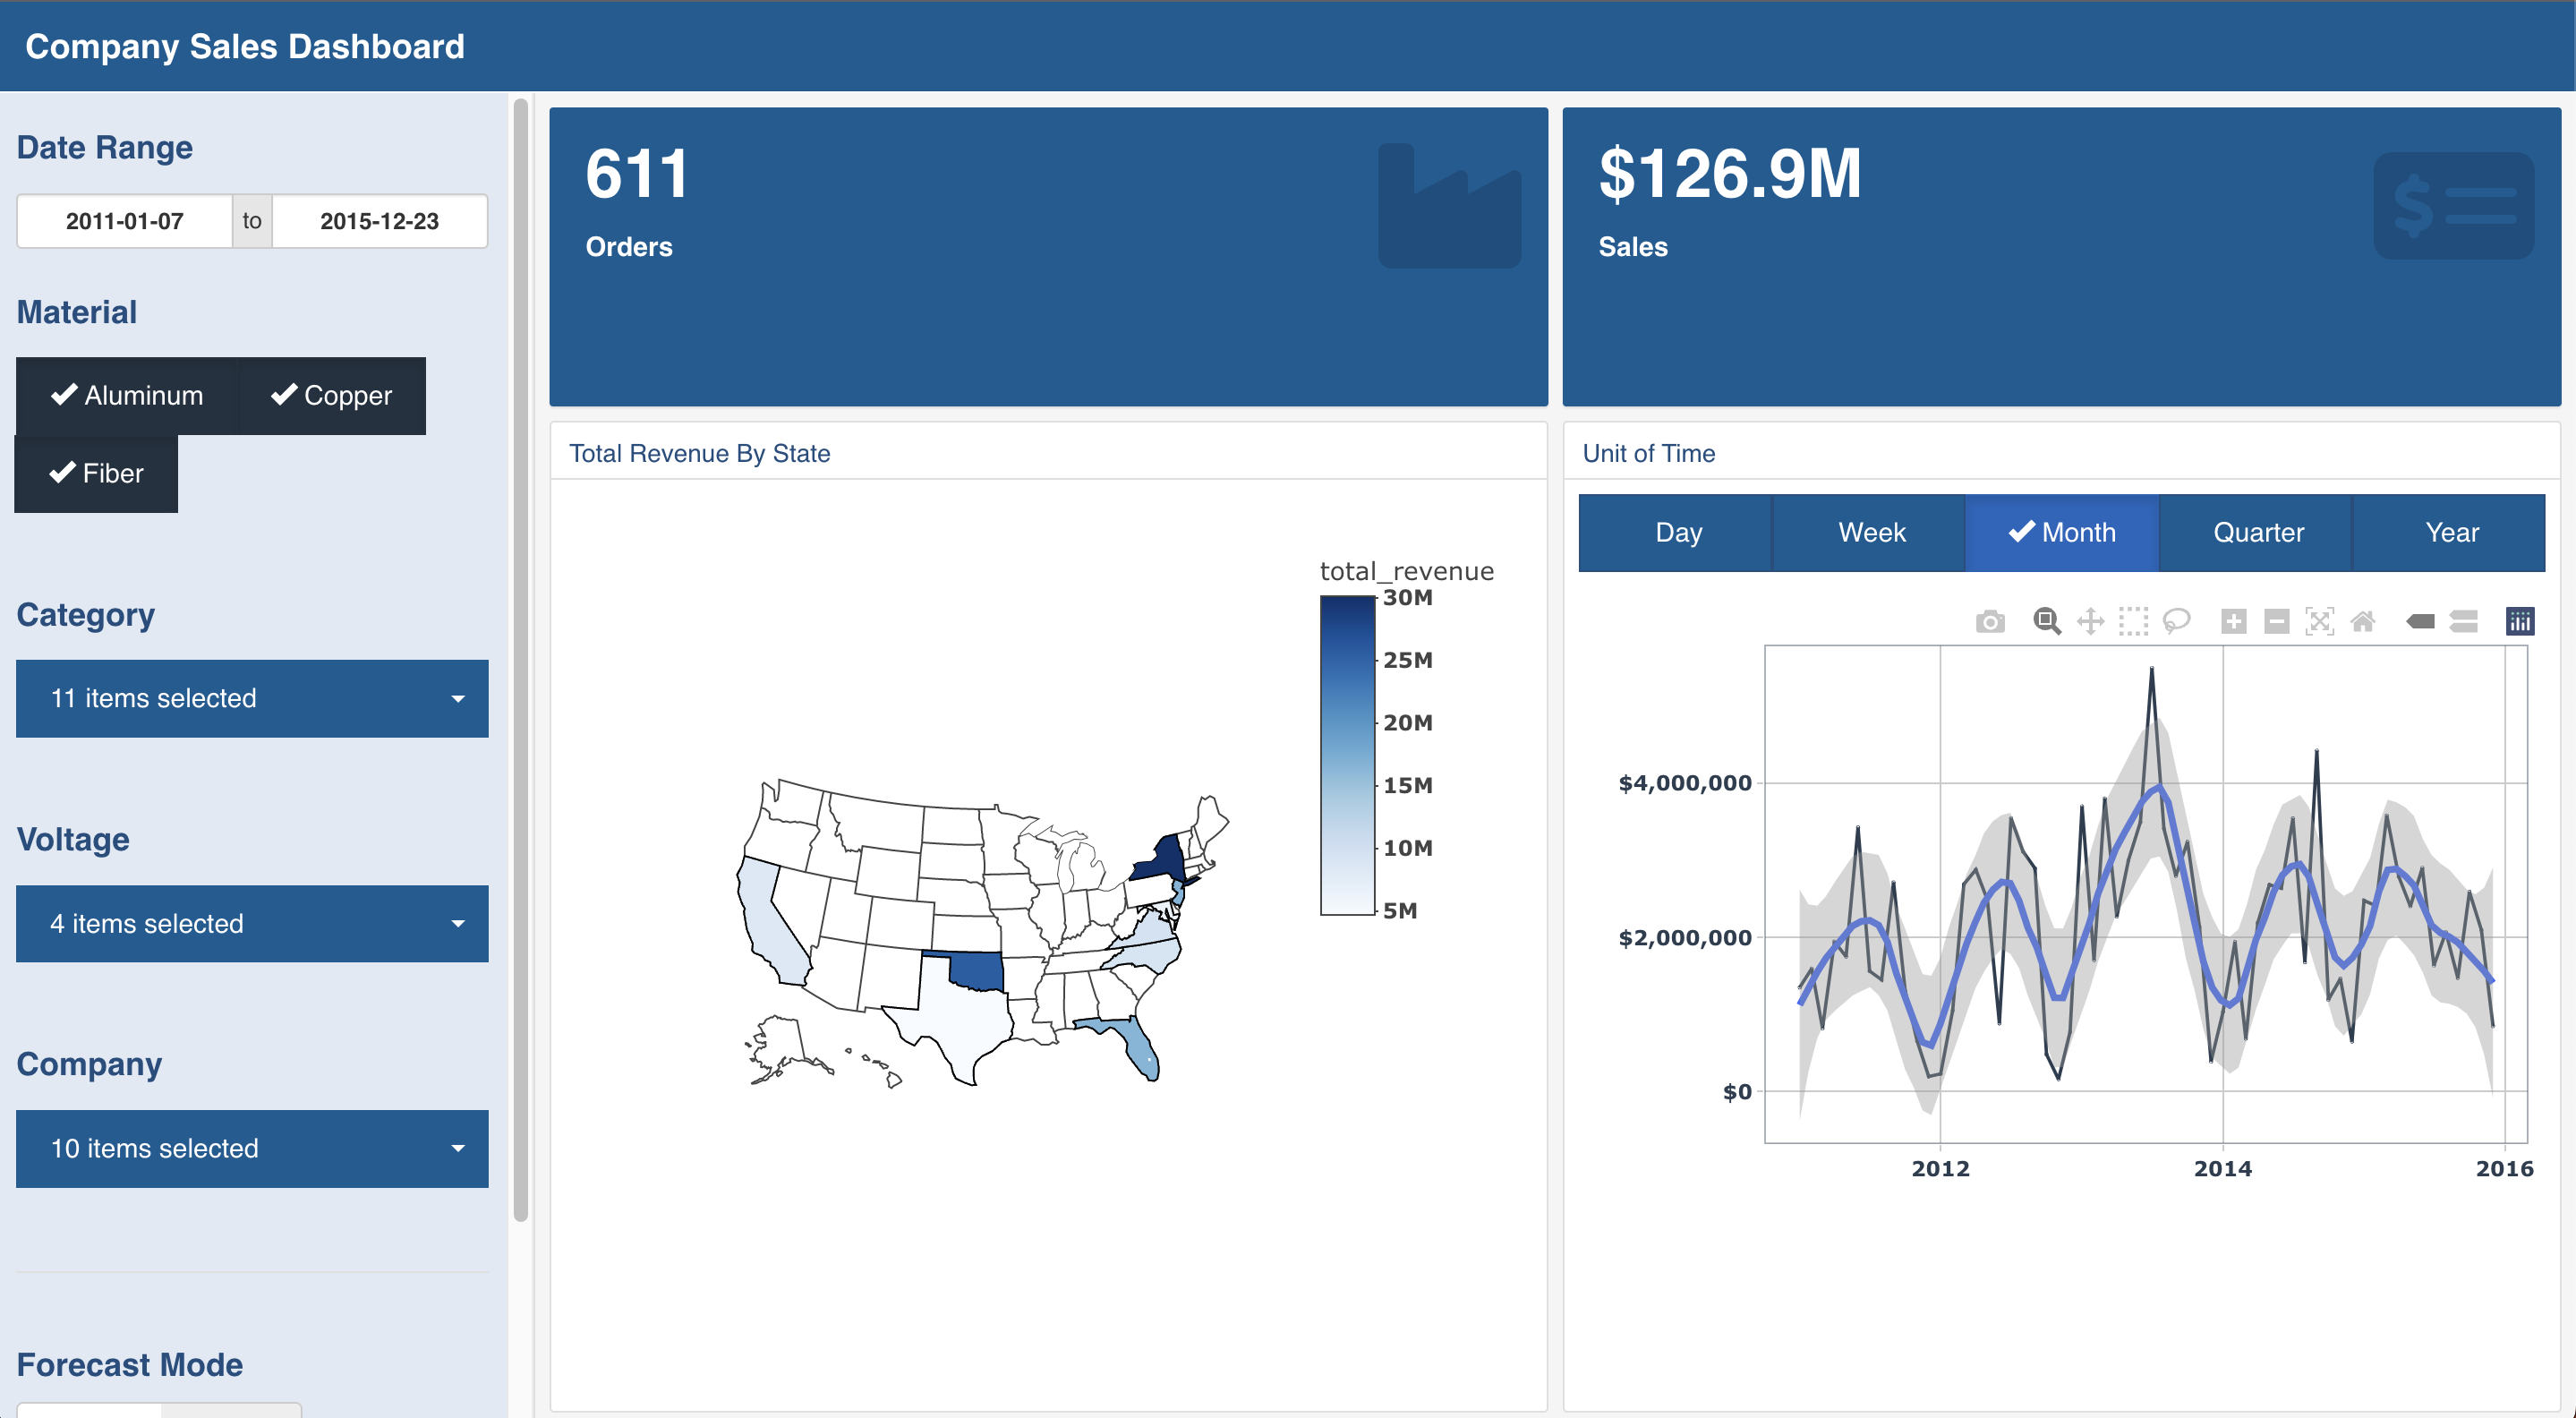 Company Sales Dashboard
Date Range
2011-01-07 to 2015-12-23
Material
Aluminum
Copper
Fiber
Category
11 items selected
Voltage
4 items selected
Company
10 items selected
Forecast Mode
611
Orders
$126.9M
Sales
Total Revenue By State
total_revenue
30M
25M
20M
15M
10M
5M
Unit of Time
Day
Week
Month
Quarter
Year
$4,000,000
$2,000,000
$0
2012
2014
2016